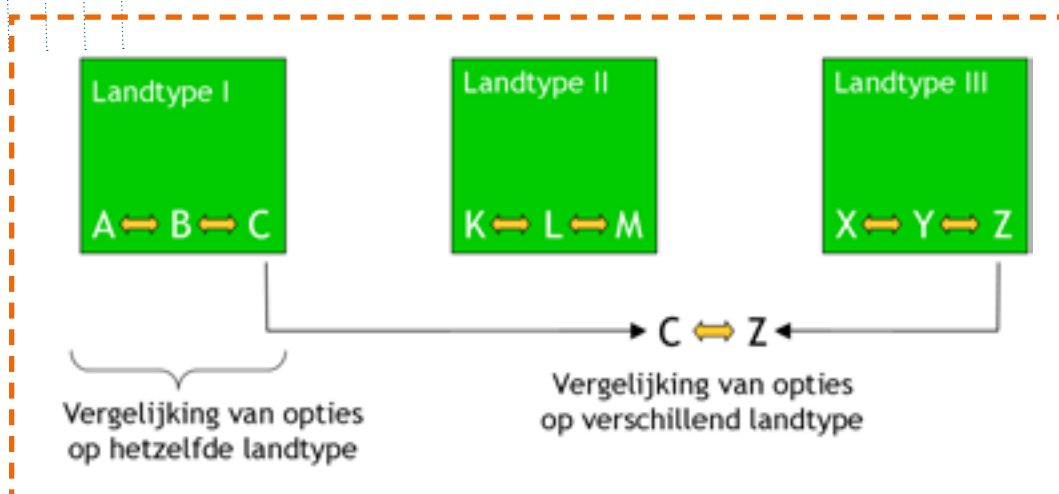 Landtype I
A B C
Landtype II
K L M
Landtype III
X Y Z
C Z
Vergelijking van opties
op hetzelfde landtype
Vergelijking van opties
op verschillend landtype